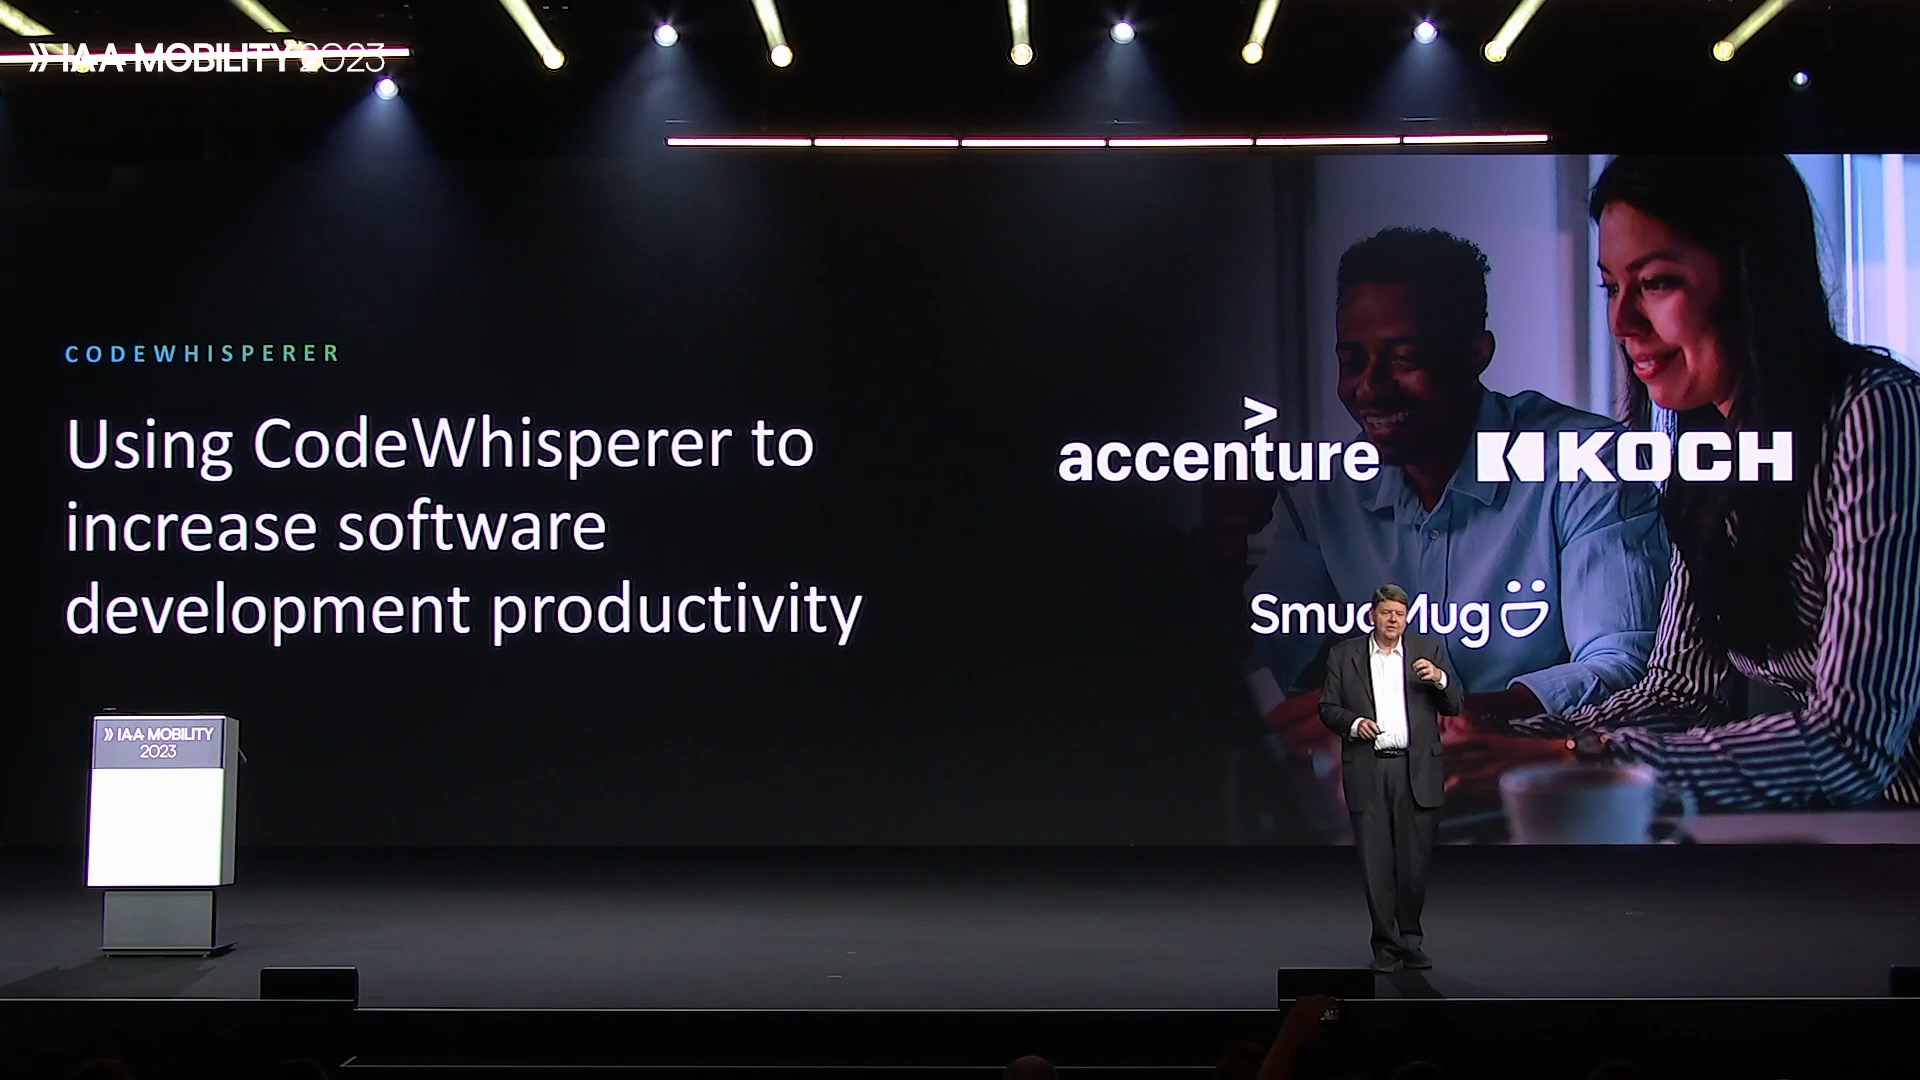 IAA MOBILITY 2023
CODEWHISPERER
Using CodeWhisperer to
increase software
development productivity
>
accenture
KOCH
SmugMug
IAA MOBILITY
2023